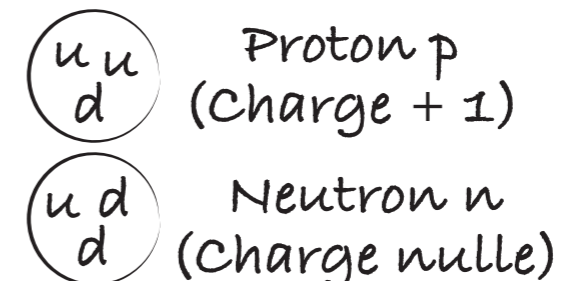 u u
d
Proton p
(Charge + 1)
u d
d
Neutron n
(Charge nulle)